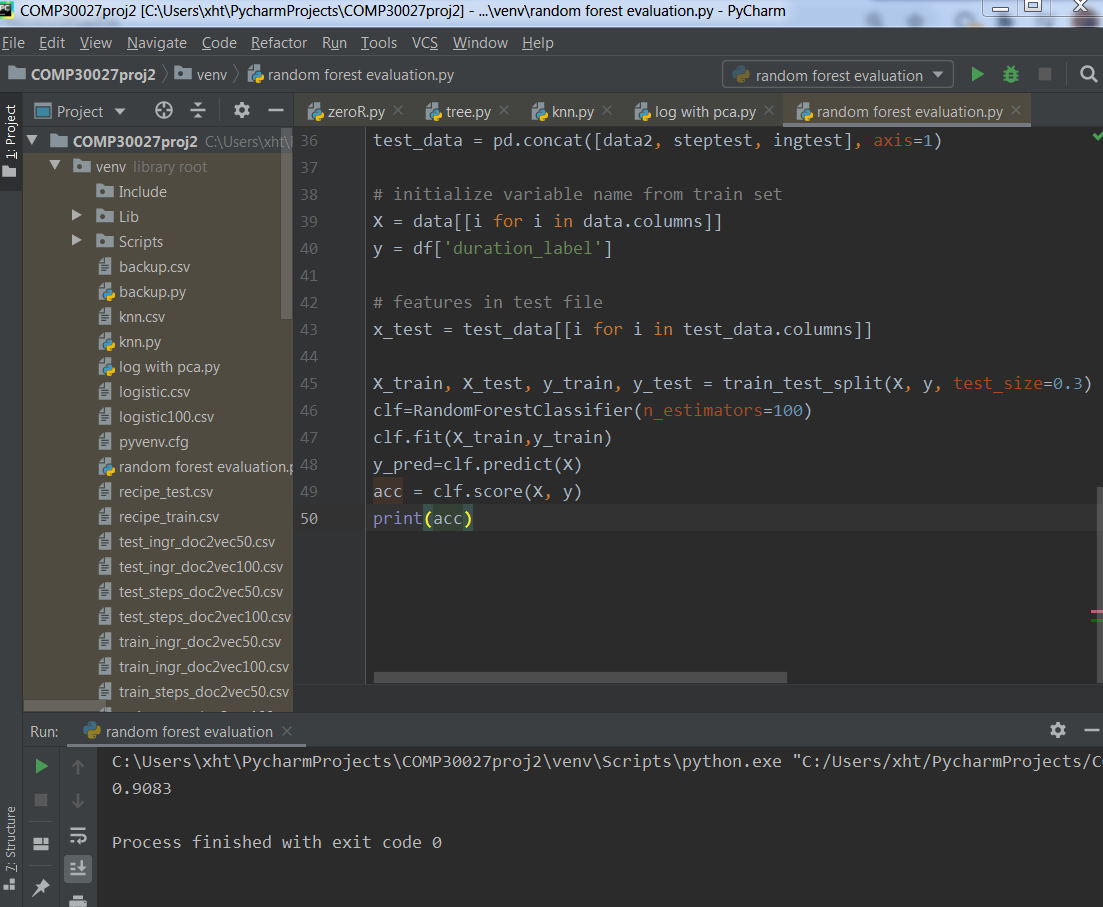 COMP30027proj2 [C:\Users\xht\PycharmProjects\COMP30027proj2] - ...\venv\random forest evaluation.py - PyCharm
File Edit View Navigate Code Refactor Run Tools VCS Window Help
COMP30027proj2 venv random forest evaluation.py random forest evaluation
1: Project
Project zeroR.py tree.py knn.py log with pca.py random forest evaluation.py
COMP30027proj2 C:\Users\xht\
venv library root
Include
Lib
Scripts
backup.csv
backup.py
knn.csv
knn.py
log with pca.py
logistic.csv
logistic100.csv
pyvenv.cfg
random forest evaluation.p
recipe_test.csv
recipe_train.csv
test_ingr_doc2vec50.csv
test_ingr_doc2vec100.csv
test_steps_doc2vec50.csv
test_steps_doc2vec100.csv
train_ingr_doc2vec50.csv
train_ingr_doc2vec100.csv
train_steps_doc2vec50.csv
36 test_data = pd.concat([data2, steptest, ingtest], axis=1)
37
38 # initialize variable name from train set
39 X = data[[i for i in data.columns]]
40 y = df['duration_label']
41
42 # features in test file
43 x_test = test_data[[i for i in test_data.columns]]
44
45 X_train, X_test, y_train, y_test = train_test_split(X, y, test_size=0.3)
46 clf=RandomForestClassifier(n_estimators=100)
47 clf.fit(X_train,y_train)
48 y_pred=clf.predict(X)
49 acc = clf.score(X, y)
50 print(acc)
Run: random forest evaluation
C:\Users\xht\PycharmProjects\COMP30027proj2\venv\Scripts\python.exe "C:/Users/xht/PycharmProjects/CO
0.9083
Process finished with exit code 0
7: Structure